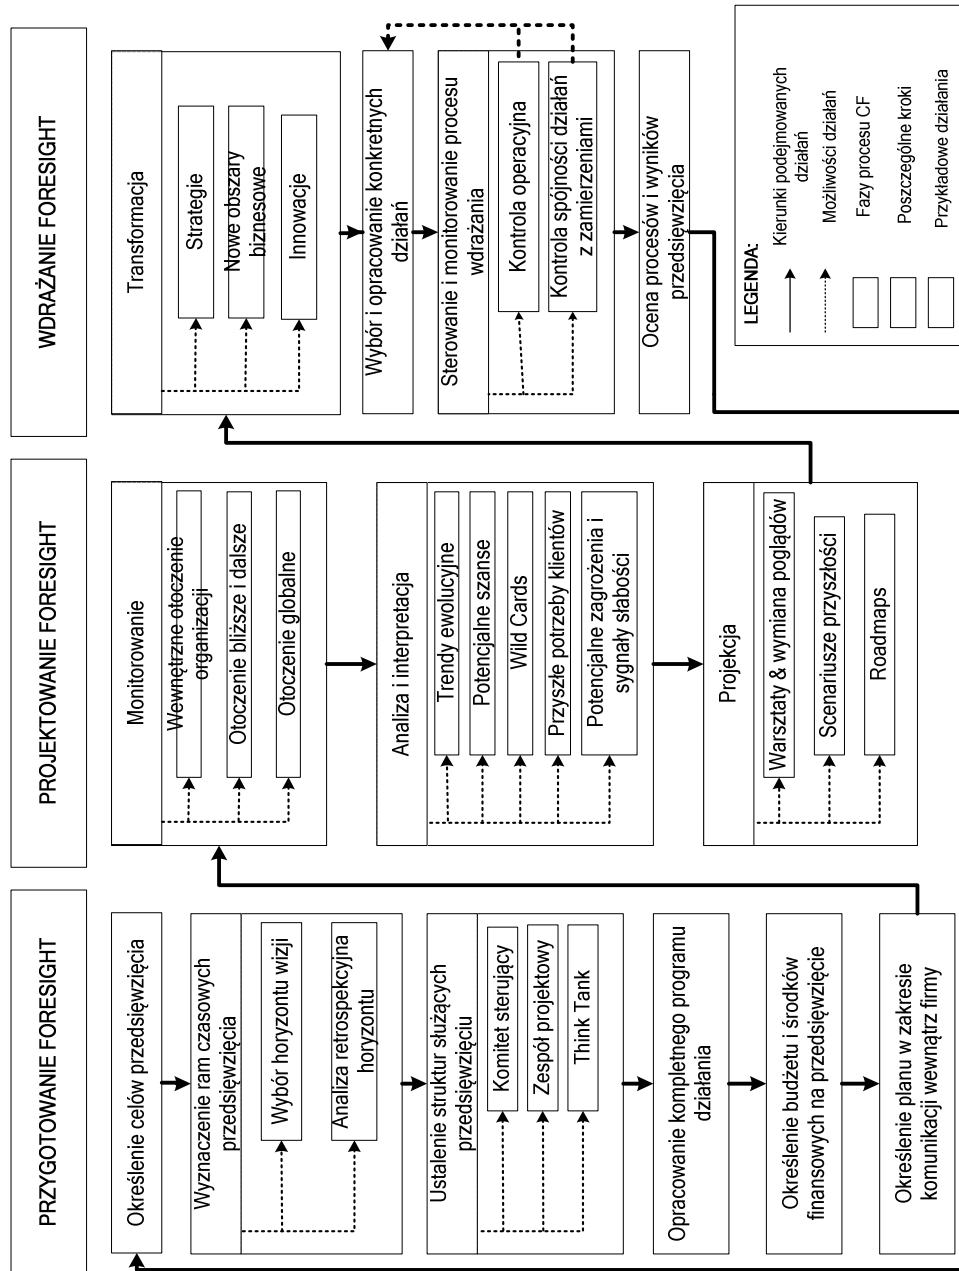 PRZYGOTOWANIE FORESIGHT
Określenie celów przedsięwzięcia
Wyznaczenie ram czasowych
przedsięwzięcia
Wybór horyzontu wizji
Analiza retrospekcyjna
horyzontu
Ustalenie struktur służących
przedsięwzięciu
Komitet sterujący
Zespół projektowy
Think Tank
Opracowanie kompletnego programu
działania
Określenie budżetu i środków
finansowych na przedsięwzięcie
Określenie planu w zakresie
komunikacji wewnątrz firmy
PROJEKTOWANIE FORESIGHT
Monitorowanie
Wewnętrzne otoczenie
organizacji
Otoczenie bliższe i dalsze
Otoczenie globalne
Analiza i interpretacja
Trendy ewolucyjne
Potencjalne szanse
Wild Cards
Przyszłe potrzeby klientów
Potencjalne zagrożenia i
sygnały słabości
Projekcja
Warsztaty & wymiana poglądów
Scenariusze przyszłości
Roadmaps
WDRAŻANIE FORESIGHT
Transformacja
Strategie
Nowe obszary
biznesowe
Innowacje
Wybór i opracowanie konkretnych
działań
Sterowanie i monitorowanie procesu
wdrażania
Kontrola operacyjna
Kontrola spójności działań
z zamierzeniami
Ocena procesów i wyników
przedsięwzięcia
LEGENDA:
Kierunki podejmowanych
działań
Możliwości działań
Fazy procesu CF
Poszczególne kroki
Przykładowe działania